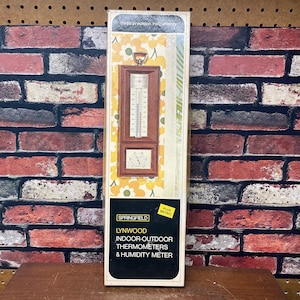 SPRINGFIELD
LYNWOOD
INDOOR-OUTDOOR
THERMOMETERS
& HUMIDITY METER